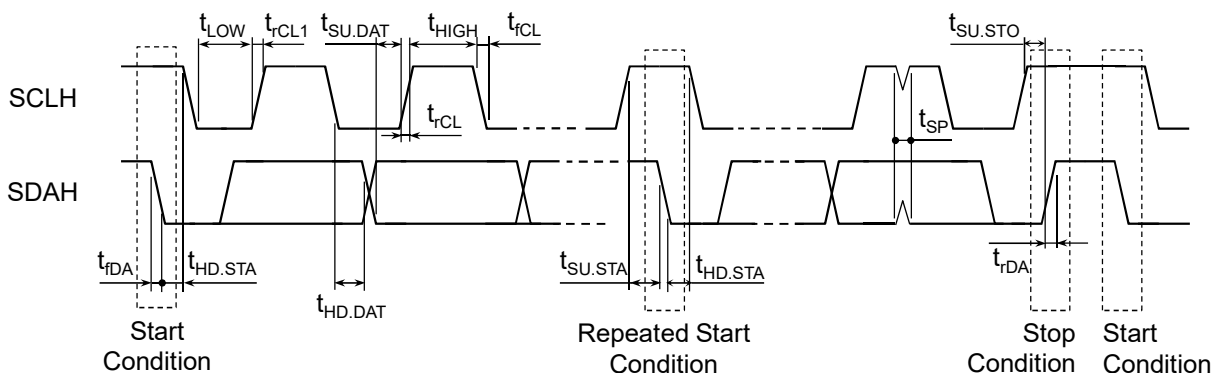 tLOW
trCL1
tSU.DAT
tHIGH
tfCL
tSU.STO
SCLH
trCL
tSP
SDAH
tfDA
tHD.STA
tHD.DAT
tSU.STA
tHD.STA
trDA
Start
Condition
Repeated Start
Condition
Stop
Condition
Start
Condition